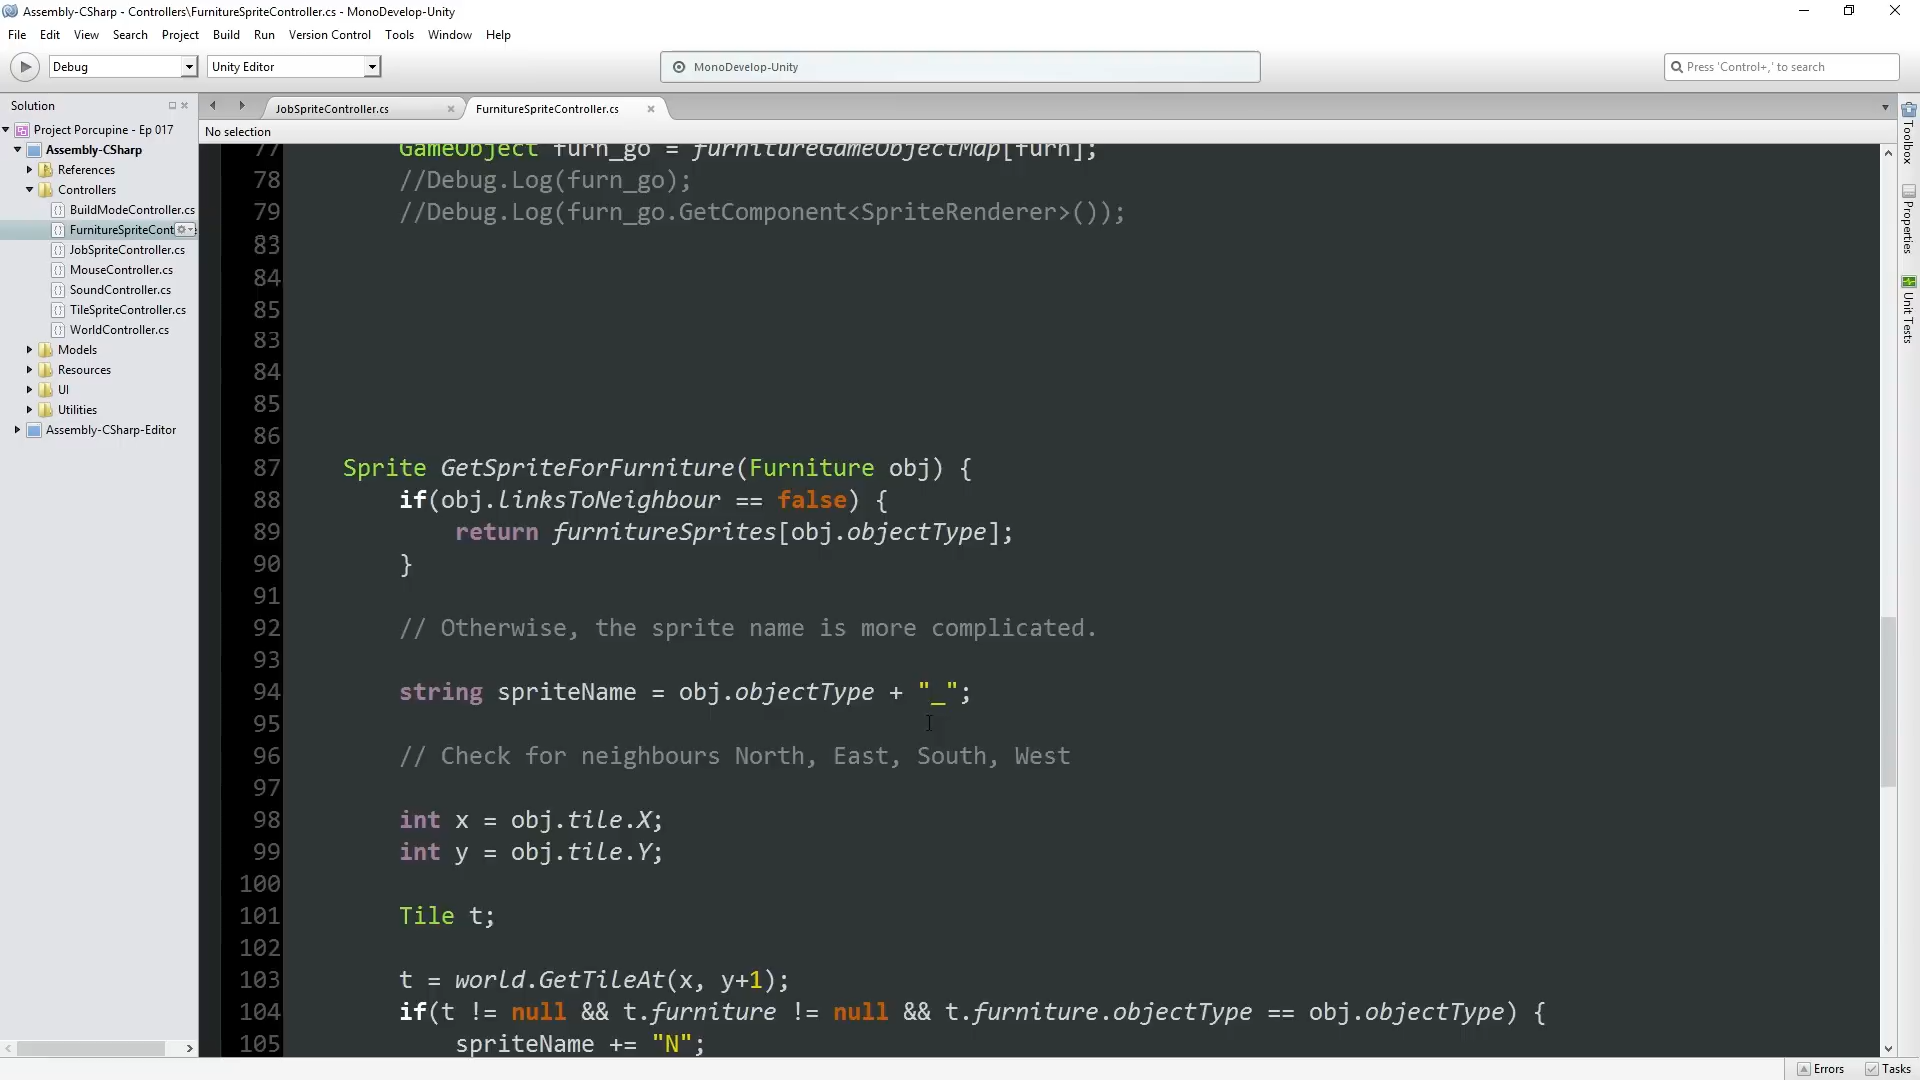 Assembly-CSharp - Controllers\FurnitureSpriteController.cs - MonoDevelop-Unity
File Edit View Search Project Build Run Version Control Tools Window Help
Debug Unity Editor MonoDevelop-Unity Press 'Control+,' to search
Solution JobSpriteController.cs FurnitureSpriteController.cs
No selection
Project Porcupine - Ep 017
Assembly-CSharp
References
Controllers
BuildModeController.cs
FurnitureSpriteCont
JobSpriteController.cs
MouseController.cs
SoundController.cs
TileSpriteController.cs
WorldController.cs
Models
Resources
UI
Utilities
Assembly-CSharp-Editor
77 GameObject furn_go = furnitureGameObjectMap[furn];
78 //Debug.Log(furn_go);
79 //Debug.Log(furn_go.GetComponent<SpriteRenderer>());
83
84
85
83
84
85
86
87 Sprite GetSpriteForFurniture(Furniture obj) {
88 if(obj.linksToNeighbour == false) {
89 return furnitureSprites[obj.objectType];
90 }
91
92 // Otherwise, the sprite name is more complicated.
93
94 string spriteName = obj.objectType + "_";
95
96 // Check for neighbours North, East, South, West
97
98 int x = obj.tile.X;
99 int y = obj.tile.Y;
100
101 Tile t;
102
103 t = world.GetTileAt(x, y+1);
104 if(t != null && t.furniture != null && t.furniture.objectType == obj.objectType) {
105 spriteName += "N";
Toolbox
Properties
Unit Tests
Errors Tasks